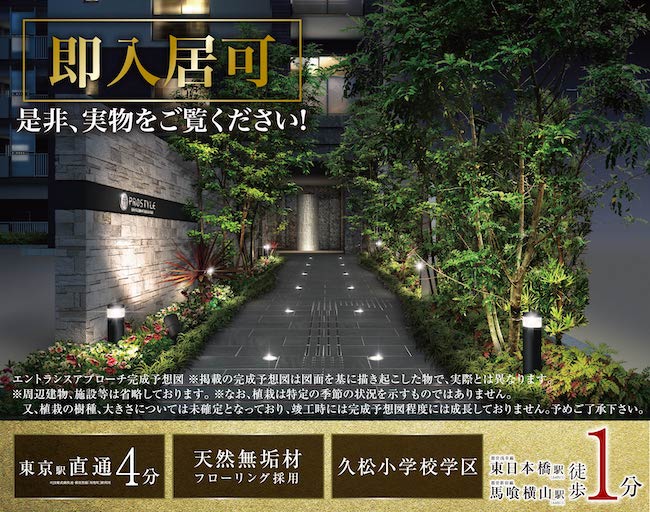 即入居可
是非、実物をご覧ください!
PROSTYLE
エントランスアプローチ完成予想図 ※掲載の完成予想図は図面を基に描き起こした物で、実際とは異なります
※周辺建物、施設等は省略しております。※なお、植栽は特定の季節の状況を示すものではありません。
又、植栽の樹種、大きさについては未確定となっており、竣工時には完成予想図程度には成長しておりません。予めご了承下さい。
東京駅直通4分
天然無垢材
フローリング採用
久松小学校学区
都営浅草線
東日本橋駅
都営新宿線
馬喰横山駅
徒歩1分